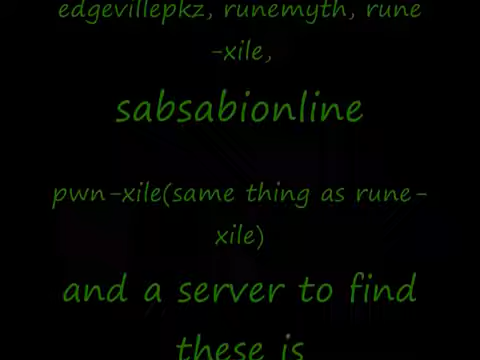 edgevillepkz, runemyth, rune
-xile,
sabsabionline
pwn-xile(same thing as rune-
xile)
and a server to find
these is